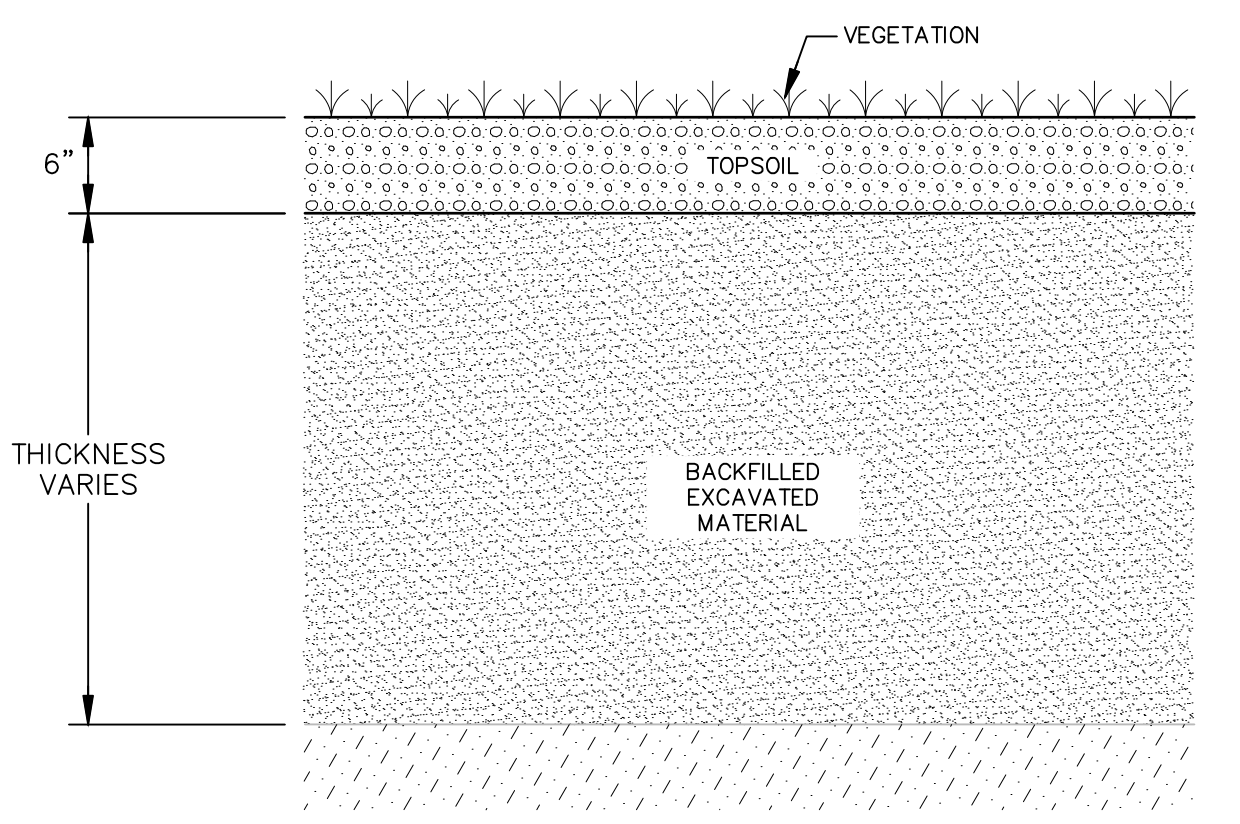 VEGETATION
6”
TOPSOIL
THICKNESS
VARIES
BACKFILLED
EXCAVATED
MATERIAL